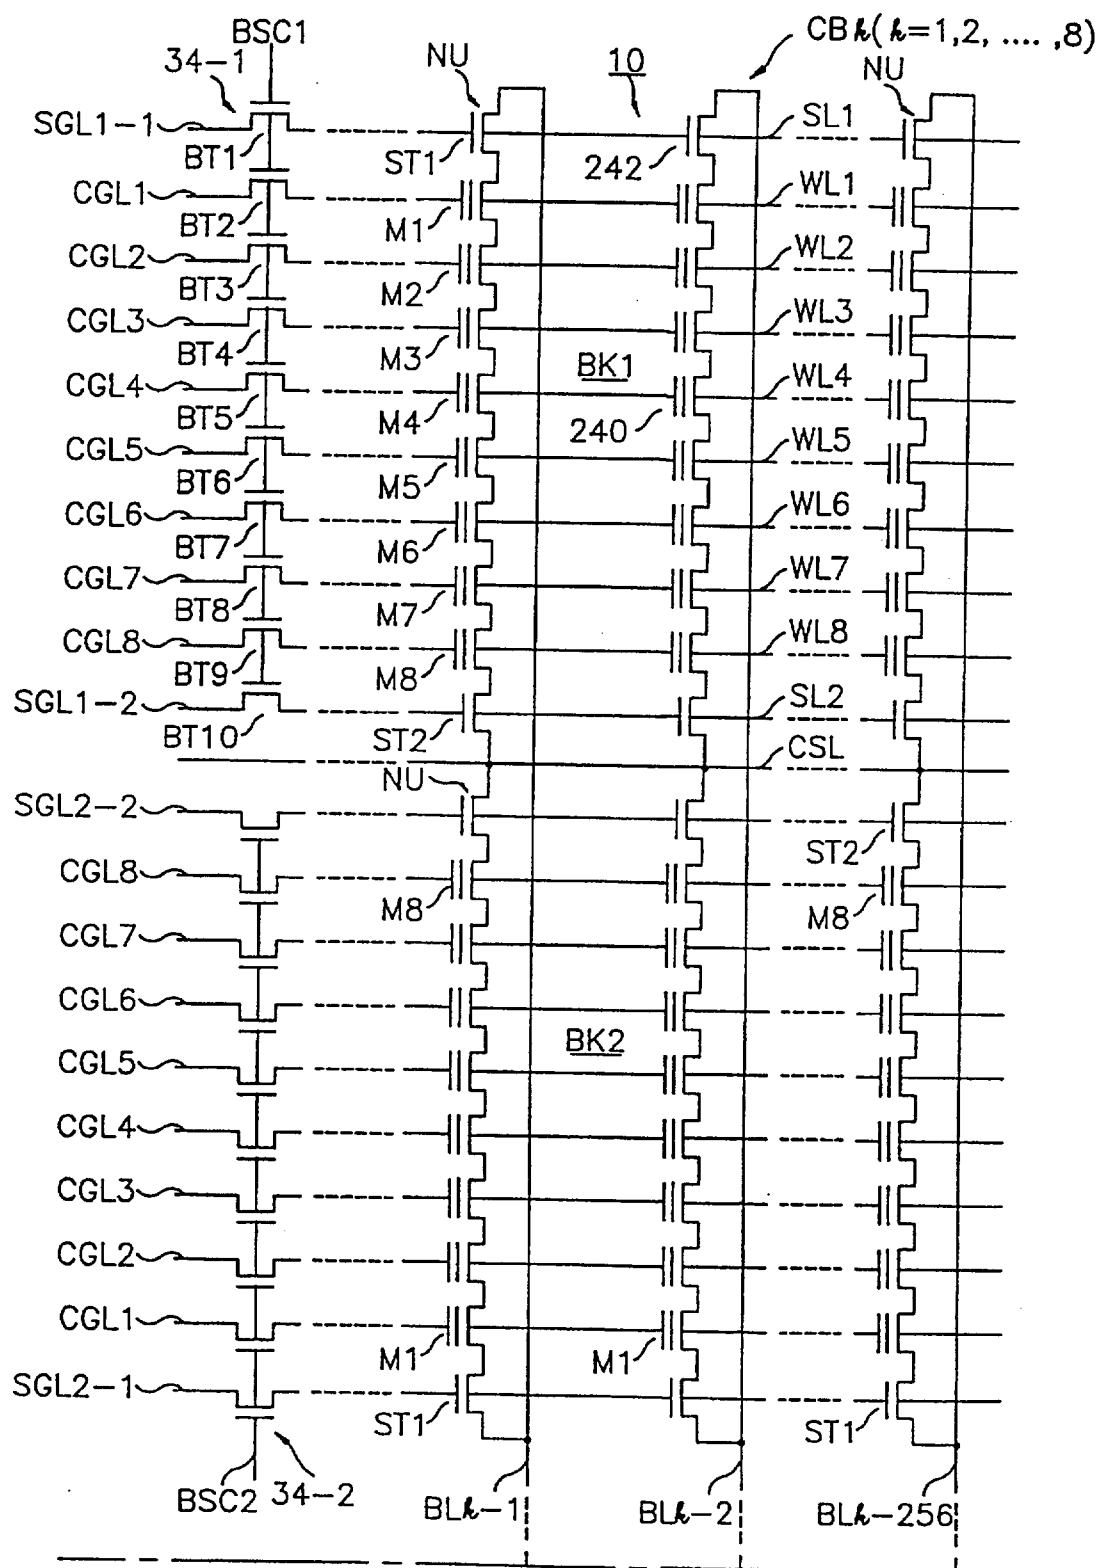 BSC1
CBk(k=1,2, .... ,8)
34-1
NU
10
NU
SGL1-1
SL1
BT1
ST1
242
CGL1
WL1
BT2
M1
CGL2
WL2
BT3
M2
CGL3
WL3
BT4
M3
BK1
CGL4
WL4
BT5
M4
240
CGL5
WL5
BT6
M5
CGL6
WL6
BT7
M6
CGL7
WL7
BT8
M7
CGL8
WL8
BT9
M8
SGL1-2
SL2
BT10
ST2
CSL
NU
SGL2-2
ST2
CGL8
M8
M8
CGL7
CGL6
BK2
CGL5
CGL4
CGL3
CGL2
CGL1
M1
M1
SGL2-1
ST1
ST1
BSC2
34-2
BLk-1
BLk-2
BLk-256